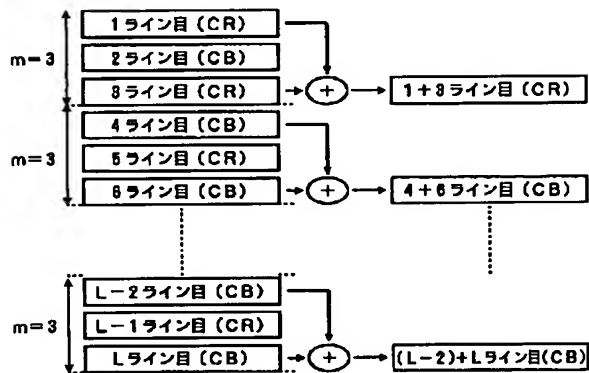 m=3
1ライン目(CR)
2ライン目(CB)
3ライン目(CR)
+
1+3ライン目(CR)
m=3
4ライン目(CB)
5ライン目(CR)
6ライン目(CB)
+
4+6ライン目(CB)
m=3
L-2ライン目(CB)
L-1ライン目(CR)
Lライン目(CB)
+
(L-2)+Lライン目(CB)